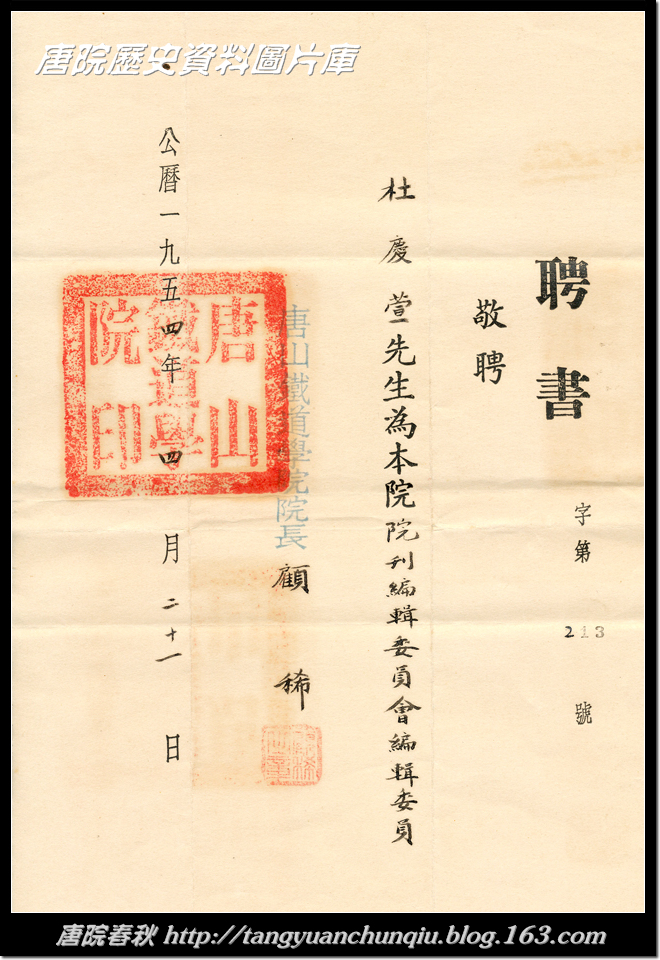 唐院歷史資料圖片庫
聘書
字第213號
敬聘
杜慶萱先生為本院院刊編輯委員會編輯委員
唐山鐵道學院院長顧稀
唐山鐵道學院印
公曆一九五四年四月二十一日
唐院春秋 http://tangyuanchunqiu.blog.163.com